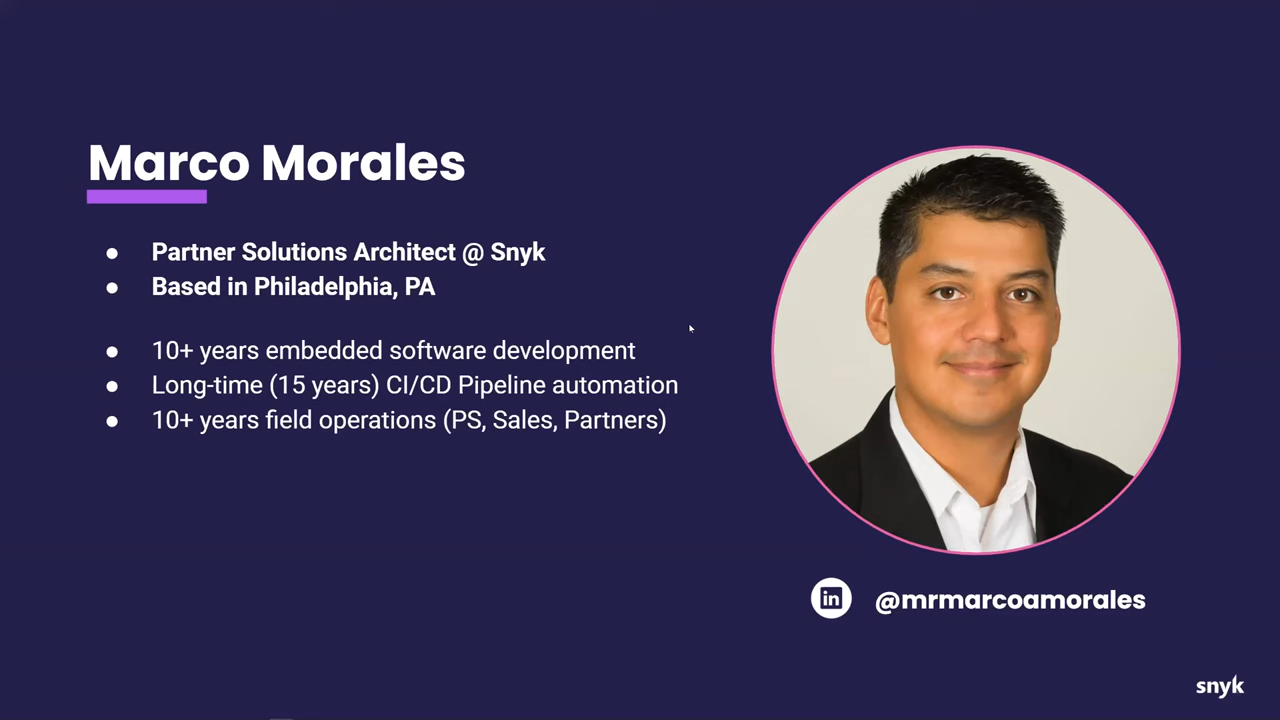 Marco Morales
● Partner Solutions Architect @ Snyk
● Based in Philadelphia, PA
● 10+ years embedded software development
● Long-time (15 years) CI/CD Pipeline automation
● 10+ years field operations (PS, Sales, Partners)
in @mrmarcoamorales
snyk